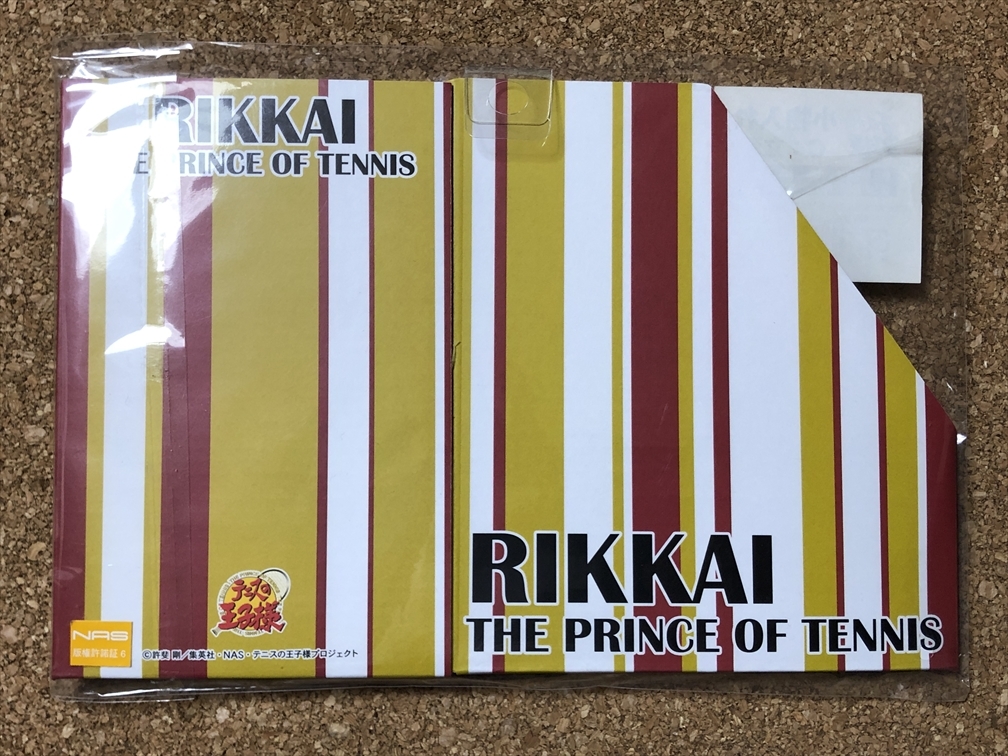 RIKKAI
E PRINCE OF TENNIS
テニスの
王子様
NAS
版権許諾証 6
©許斐 剛／集英社・NAS・テニスの王子様プロジェクト
RIKKAI
THE PRINCE OF TENNIS